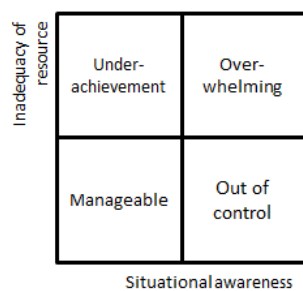 Inadequacy of
resource
Under-
achievement
Over-
whelming
Manageable
Out of
control
Situational awareness